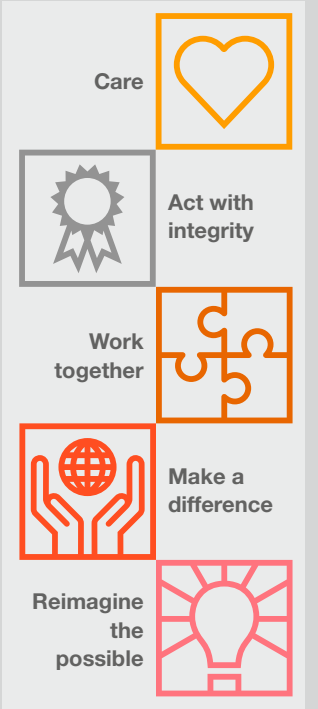 Care
Act with
integrity
Work
together
Make a
difference
Reimagine
the
possible